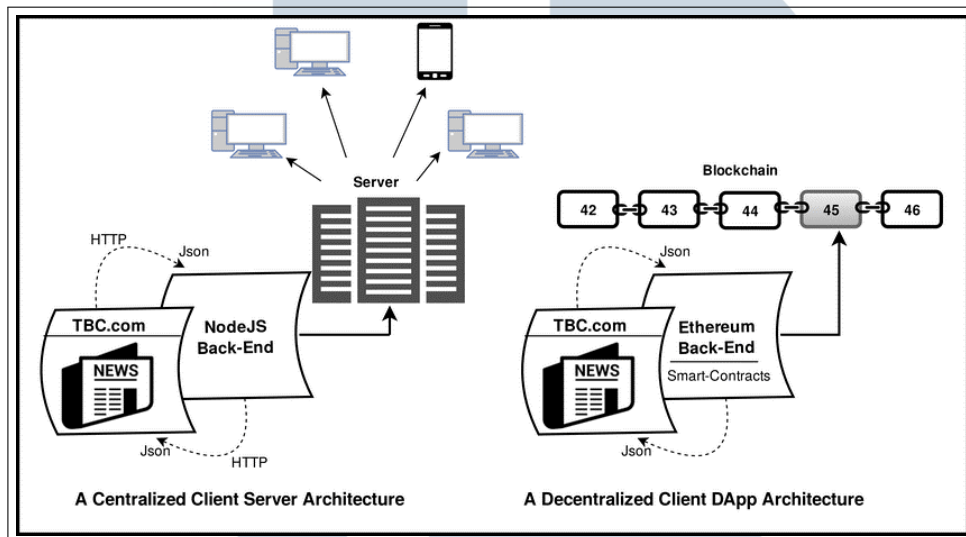 Server
HTTP
Json
TBC.com
NEWS
NodeJS
Back-End
Json
HTTP
A Centralized Client Server Architecture
Blockchain
42
43
44
45
46
Json
TBC.com
NEWS
Ethereum
Back-End
Smart-Contracts
Json
A Decentralized Client DApp Architecture